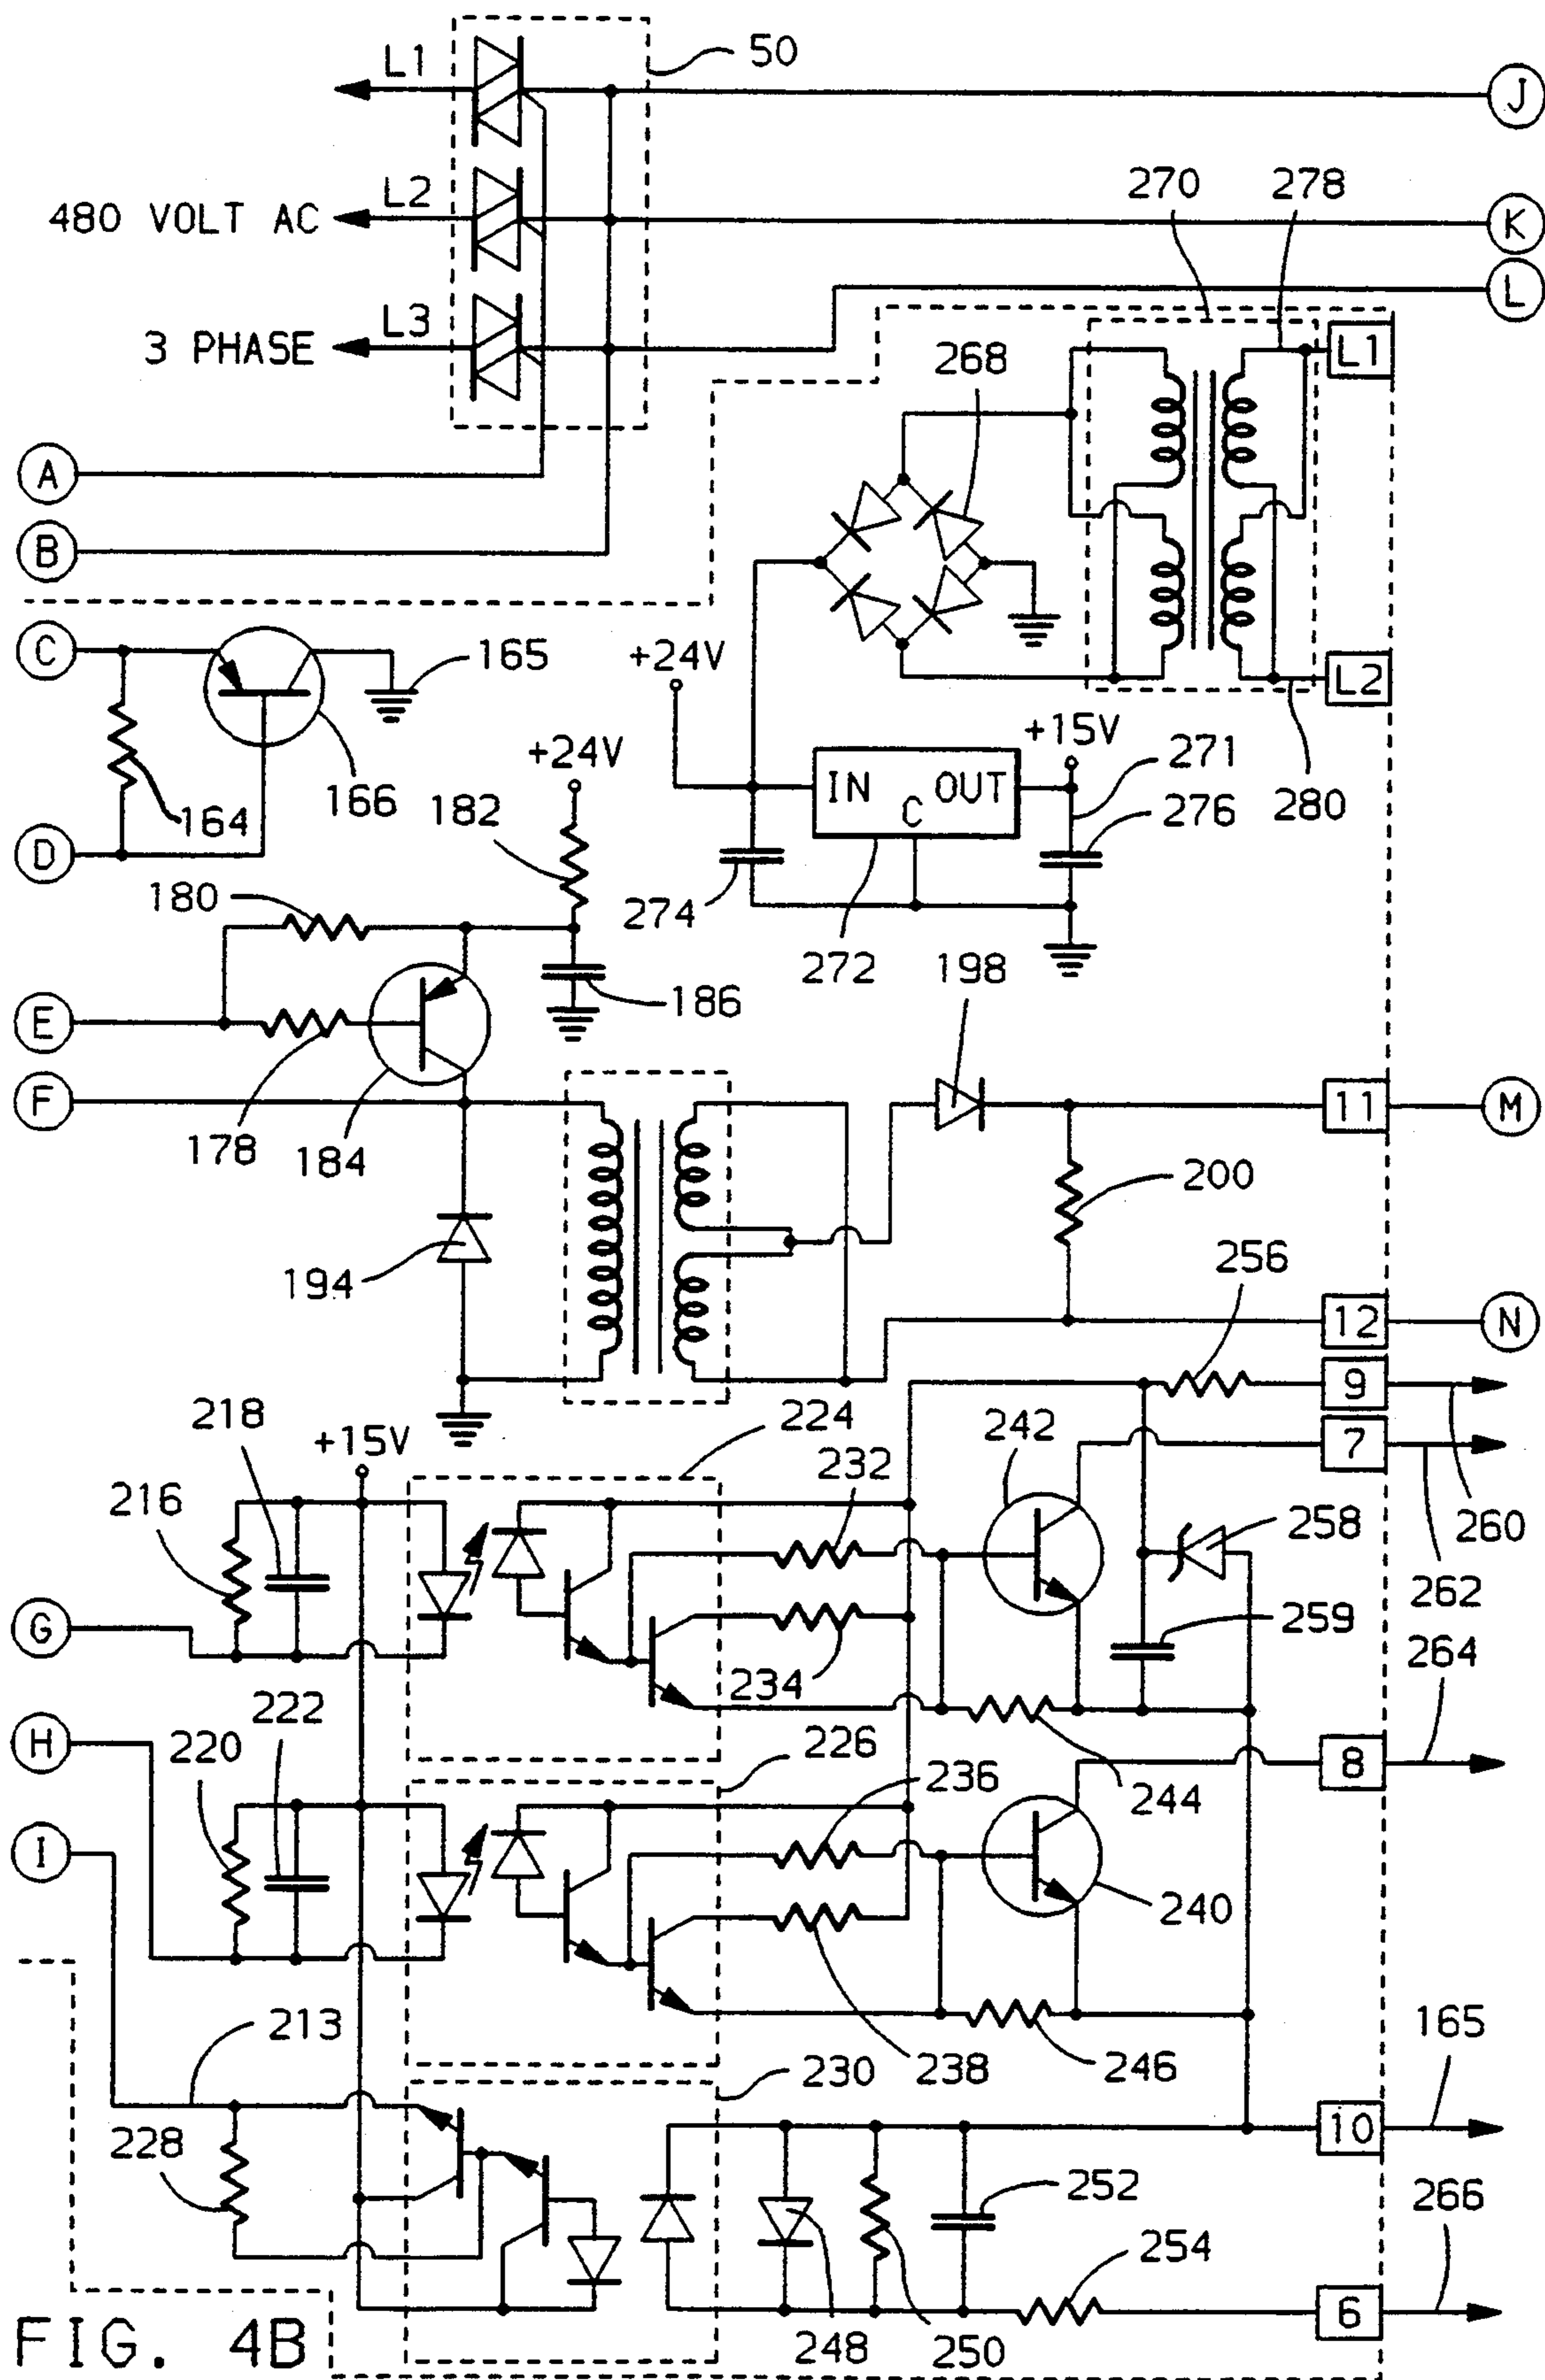 L1
50
J
L2
270
278
480 VOLT AC
K
L
L3
3 PHASE
268
L1
A
B
C
165
+24V
L2
+24V
+15V
271
164
166
182
IN
OUT
C
276
280
D
180
274
272
198
186
E
F
11
M
178
184
200
194
256
12
N
9
218
+15V
224
242
7
216
232
258
260
262
G
259
264
234
222
H
220
226
236
244
8
I
240
213
238
246
165
230
228
10
252
266
254
6
FIG. 4B
248
250